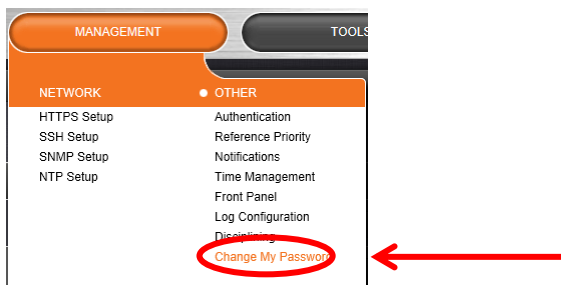 MANAGEMENT
TOOLS
NETWORK
HTTPS Setup
SSH Setup
SNMP Setup
NTP Setup
OTHER
Authentication
Reference Priority
Notifications
Time Management
Front Panel
Log Configuration
Disciplining
Change My Password